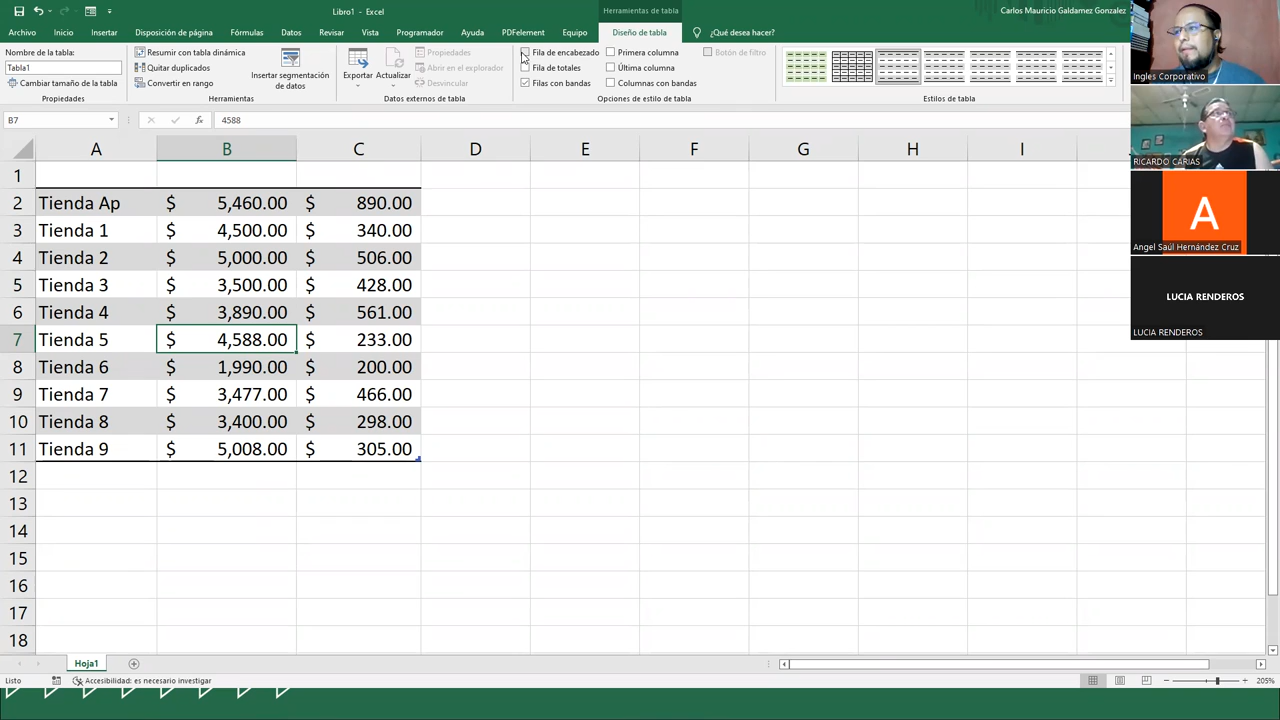 Libro1 - Excel
Herramientas de tabla
Carlos Mauricio Galdamez Gonzalez
Archivo Inicio Insertar Disposición de página Fórmulas Datos Revisar Vista Programador Ayuda PDFelement Equipo Diseño de tabla ¿Qué desea hacer?
Nombre de la tabla:
Tabla1
Cambiar tamaño de la tabla
Propiedades
Resumir con tabla dinámica
Quitar duplicados
Convertir en rango
Insertar segmentación de datos
Herramientas
Exportar Actualizar
Propiedades
Abrir en el explorador
Desvincular
Datos externos de tabla
Fila de encabezado Primera columna Botón de filtro
Fila de totales Última columna
Filas con bandas Columnas con bandas
Opciones de estilo de tabla
Estilos de tabla
B7 fx 4588
A B C D E F G H I
1
2 Tienda Ap $ 5,460.00 $ 890.00
3 Tienda 1 $ 4,500.00 $ 340.00
4 Tienda 2 $ 5,000.00 $ 506.00
5 Tienda 3 $ 3,500.00 $ 428.00
6 Tienda 4 $ 3,890.00 $ 561.00
7 Tienda 5 $ 4,588.00 $ 233.00
8 Tienda 6 $ 1,990.00 $ 200.00
9 Tienda 7 $ 3,477.00 $ 466.00
10 Tienda 8 $ 3,400.00 $ 298.00
11 Tienda 9 $ 5,008.00 $ 305.00
12
13
14
15
16
17
18
Hoja1
Listo Accesibilidad: es necesario investigar 205%
Ingles Corporativo
RICARDO CARIAS
A
Angel Saúl Hernández Cruz
LUCIA RENDEROS
LUCIA RENDEROS